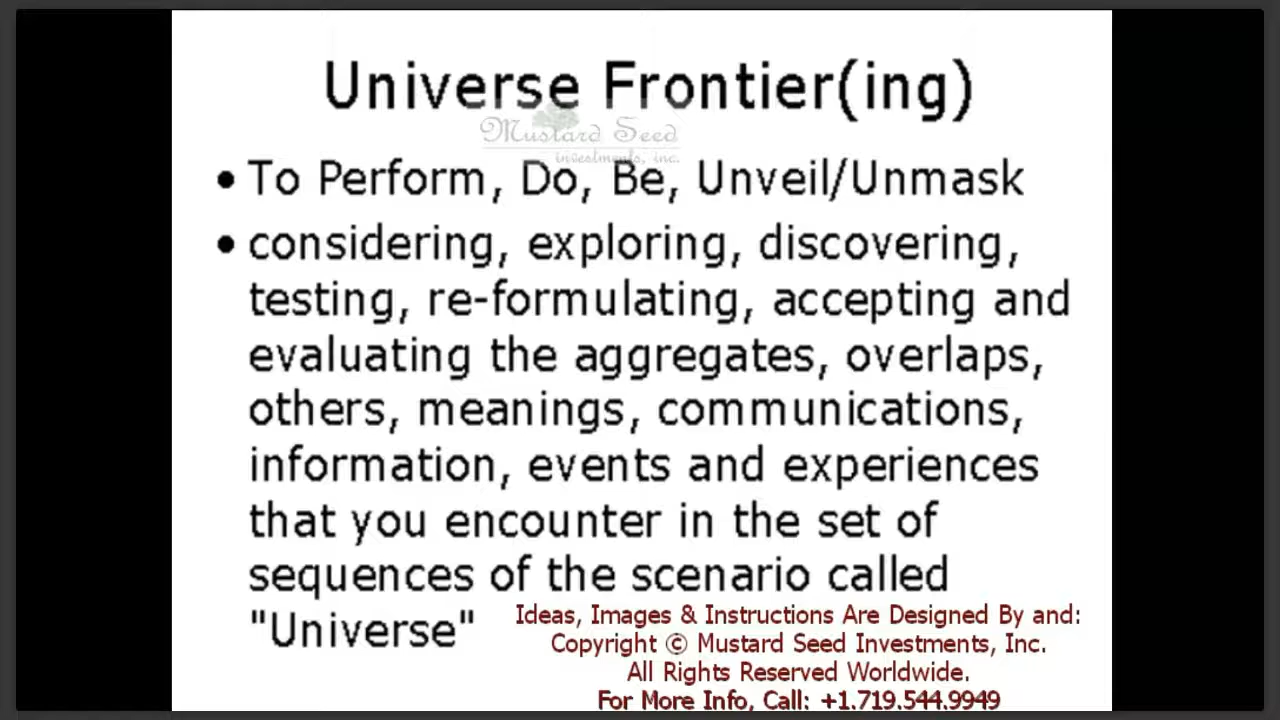 Universe Frontier(ing)
Mustard Seed
investments, inc.
• To Perform, Do, Be, Unveil/Unmask
• considering, exploring, discovering,
testing, re-formulating, accepting and
evaluating the aggregates, overlaps,
others, meanings, communications,
information, events and experiences
that you encounter in the set of
sequences of the scenario called
"Universe"
Ideas, Images & Instructions Are Designed By and:
Copyright © Mustard Seed Investments, Inc.
All Rights Reserved Worldwide.
For More Info, Call: +1.719.544.9949